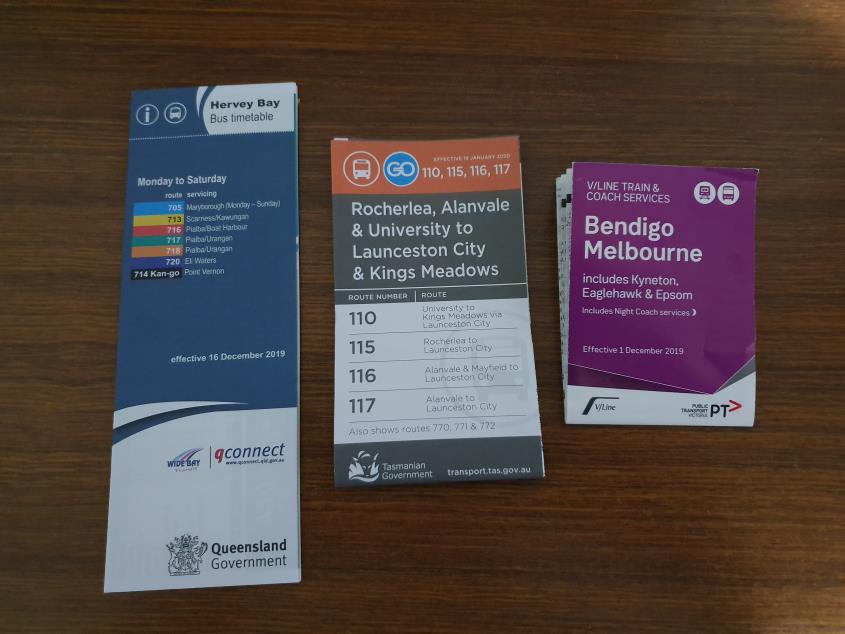 Hervey Bay
Bus timetable
Monday to Saturday
route servicing
705 Maryborough (Monday – Sunday)
713 Scarness/Kawungan
716 Pialba/Boat Harbour
717 Pialba/Urangan
718 Pialba/Urangan
720 Eli Waters
714 Kan-go Point Vernon
effective 16 December 2019
WIDE BAY
Transit
qconnect
www.qconnect.qld.gov.au
Queensland
Government
GO
EFFECTIVE 19 JANUARY 2020
110, 115, 116, 117
Rocherlea, Alanvale
& University to
Launceston City
& Kings Meadows
ROUTE NUMBER ROUTE
110 University to
Kings Meadows via
Launceston City
115 Rocherlea to
Launceston City
116 Alanvale & Mayfield to
Launceston City
117 Alanvale to
Launceston City
Also shows routes 770, 771 & 772
Tasmanian
Government
transport.tas.gov.au
V/LINE TRAIN &
COACH SERVICES
Bendigo
Melbourne
includes Kyneton,
Eaglehawk & Epsom
Includes Night Coach services
Effective 1 December 2019
V/Line
PUBLIC
TRANSPORT
VICTORIA
PT